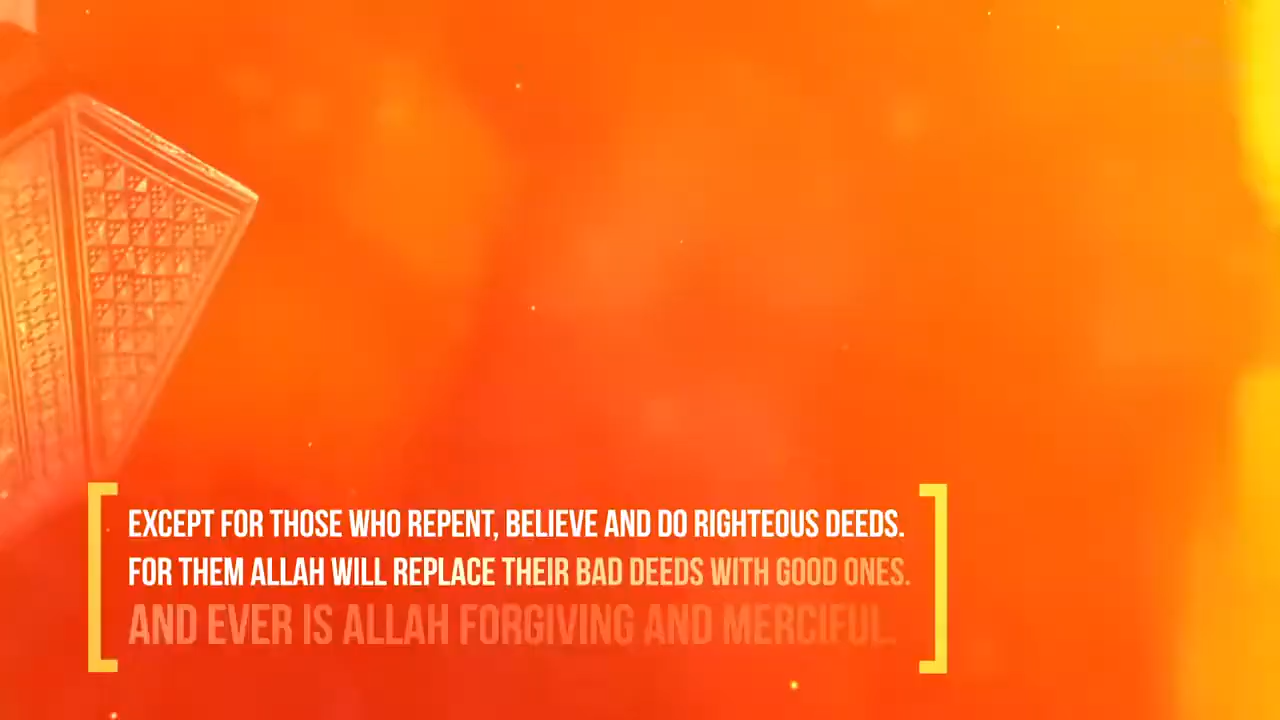 EXCEPT FOR THOSE WHO REPENT, BELIEVE AND DO RIGHTEOUS DEEDS.
FOR THEM ALLAH WILL REPLACE THEIR BAD DEEDS WITH GOOD ONES.
AND EVER IS ALLAH FORGIVING AND MERCIFUL.